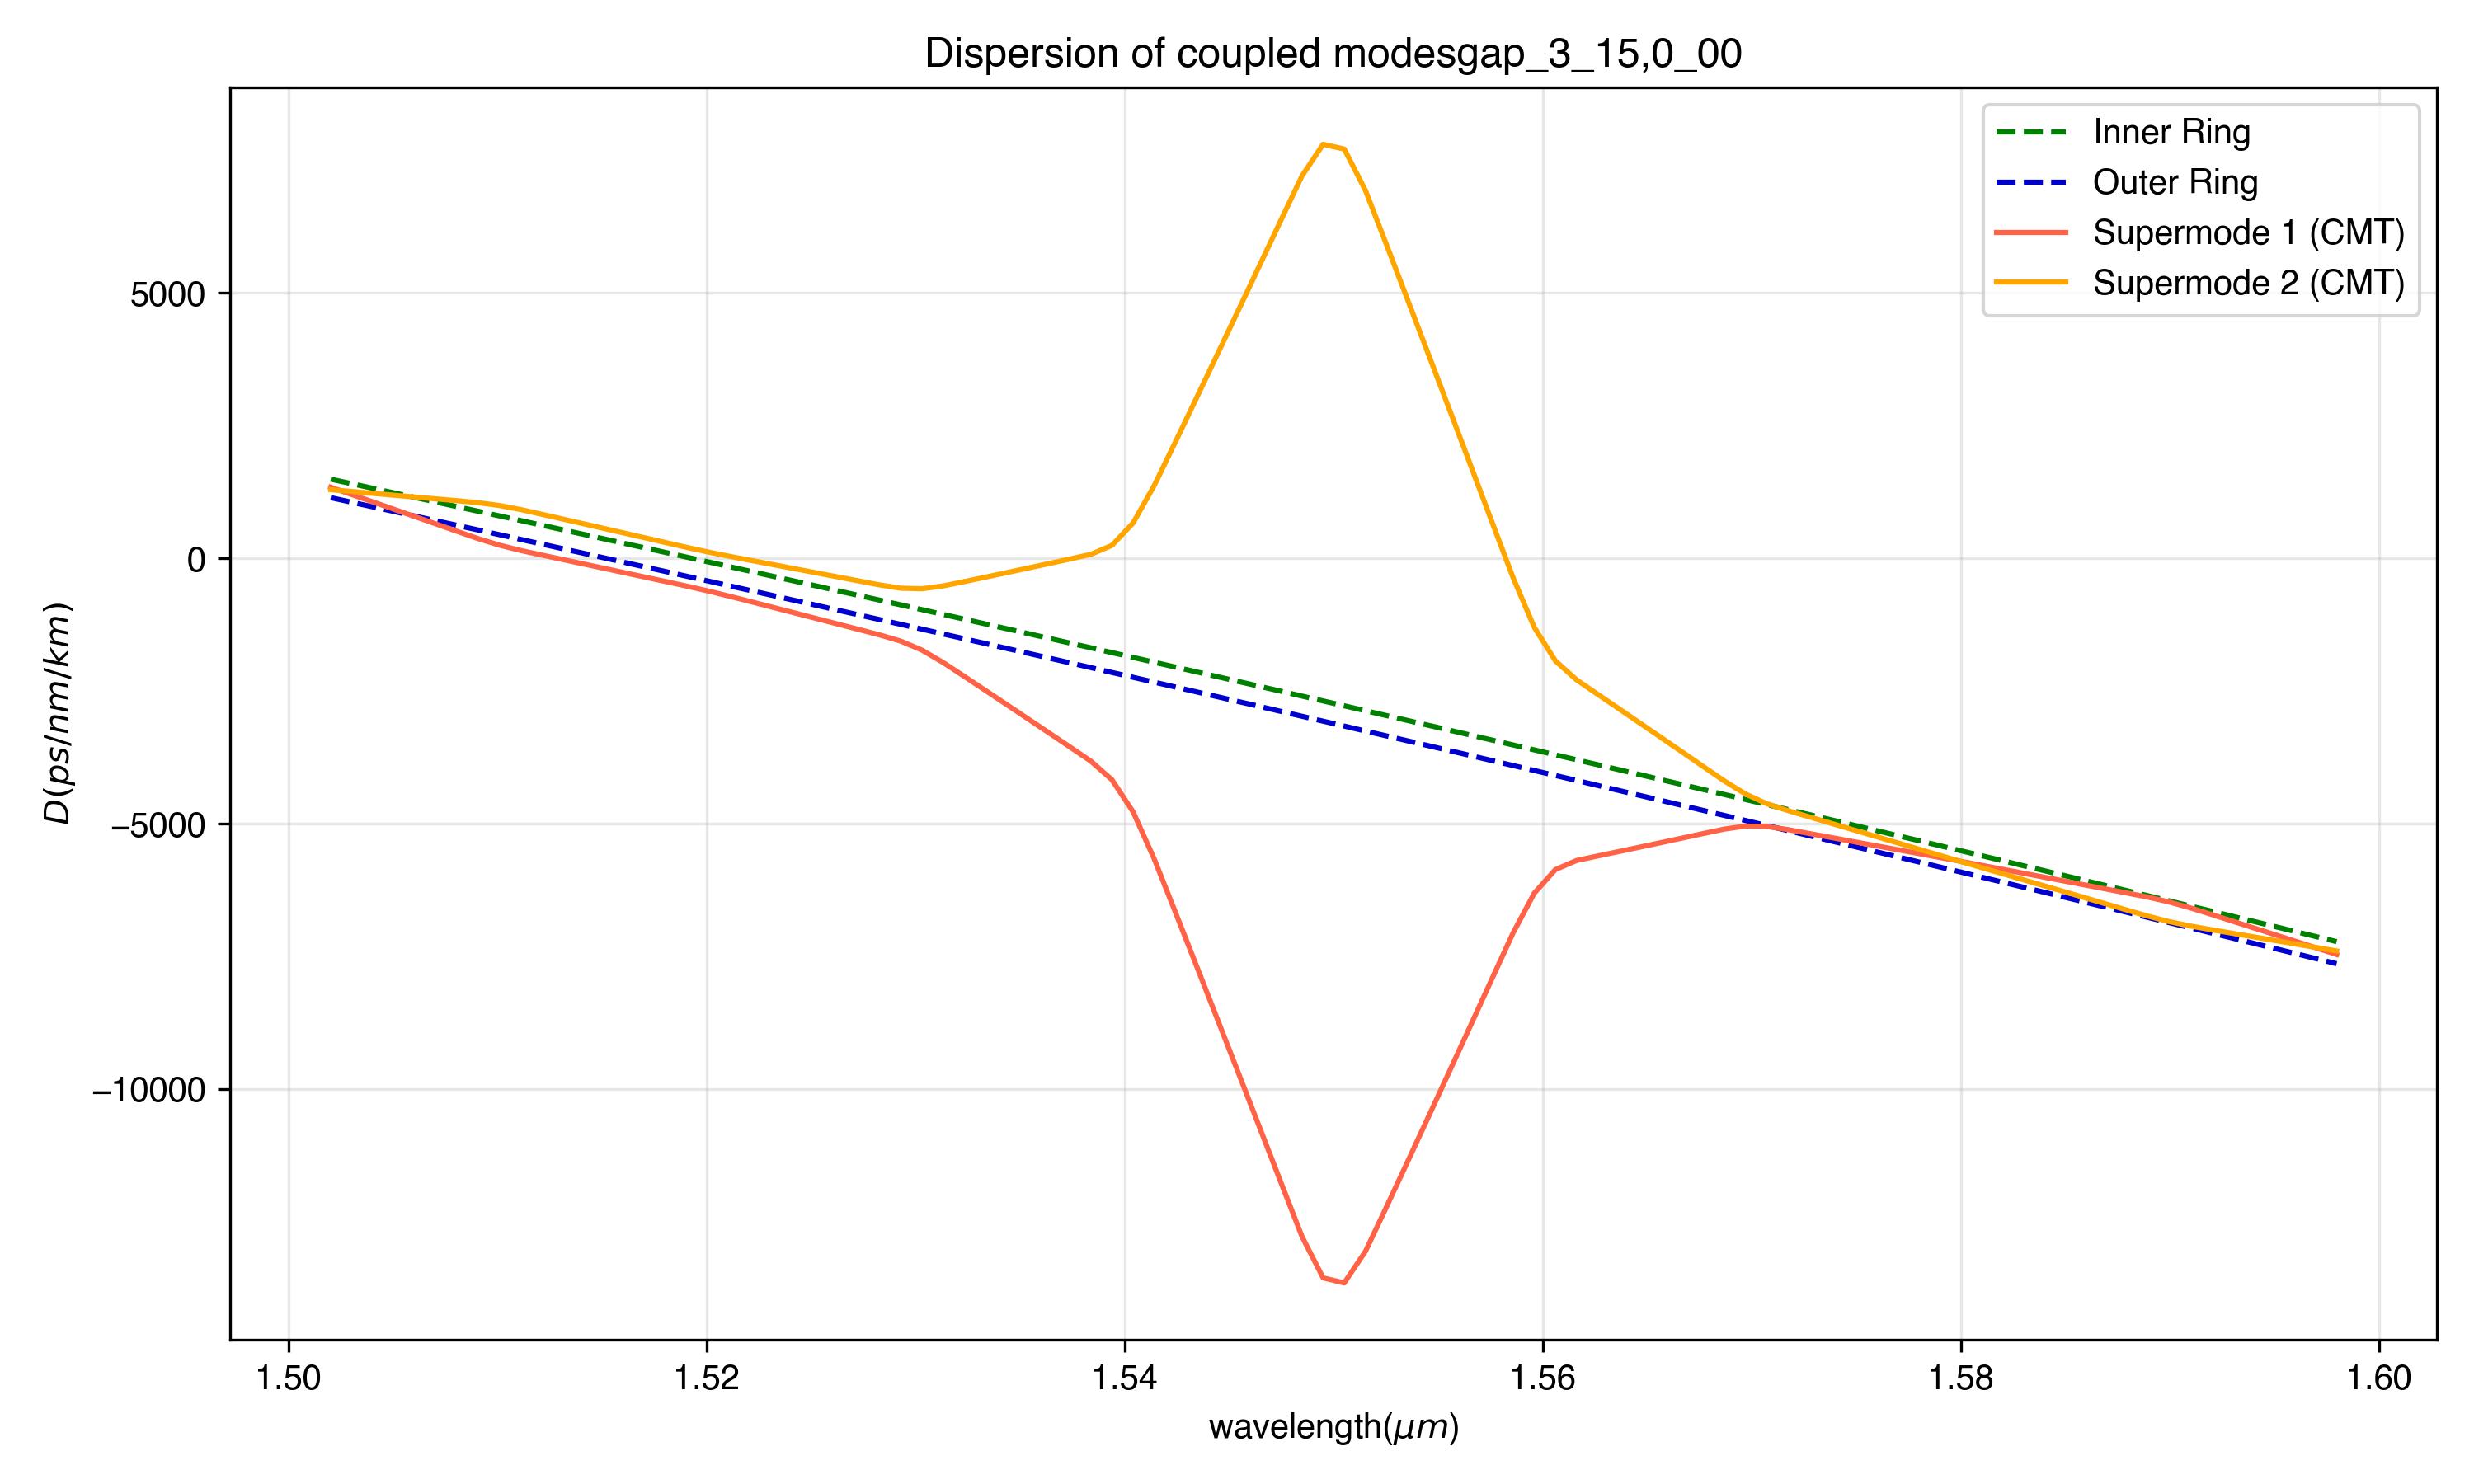 Dispersion of coupled modesgap_3_15,0_00
Inner Ring
Outer Ring
Supermode 1 (CMT)
Supermode 2 (CMT)
5000
0
−5000
−10000
D(ps/nm/km)
1.50 1.52 1.54 1.56 1.58 1.60
wavelength(μm)